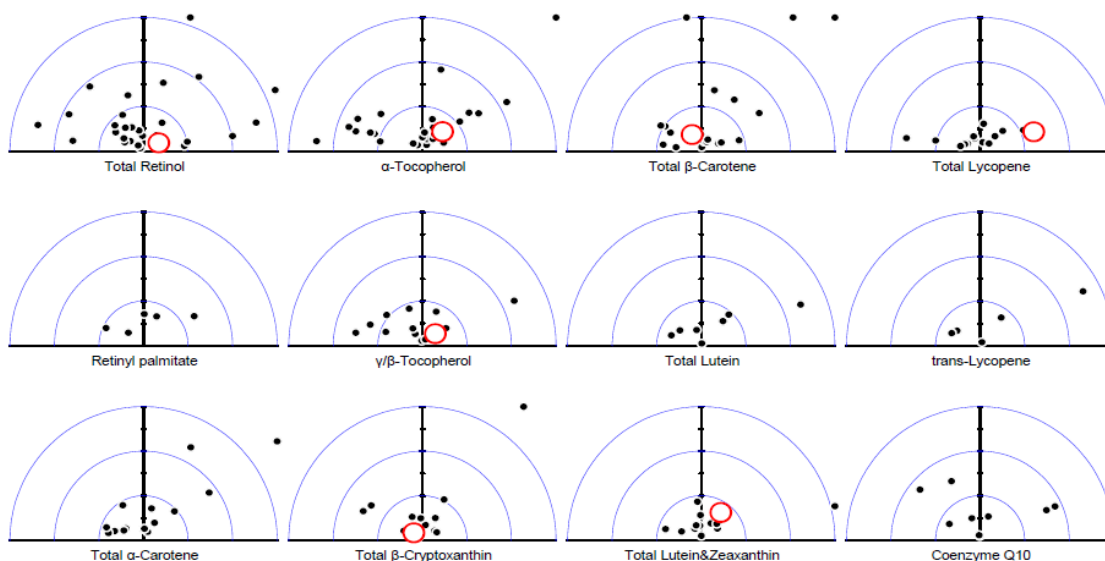 Total Retinol
α-Tocopherol
Total β-Carotene
Total Lycopene
Retinyl palmitate
γ/β-Tocopherol
Total Lutein
trans-Lycopene
Total α-Carotene
Total β-Cryptoxanthin
Total Lutein&Zeaxanthin
Coenzyme Q10